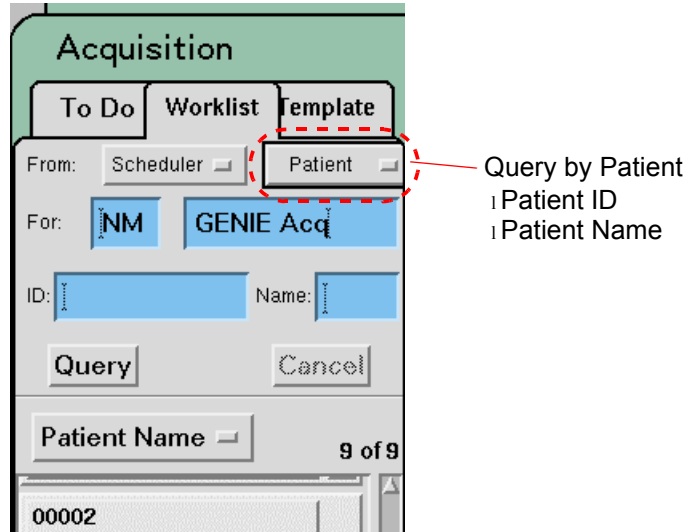 Acquisition
To Do Worklist Template
From: Scheduler Patient
For: NM GENIE Acq
ID: Name:
Query Cancel
Patient Name 9 of 9
00002
Query by Patient
l Patient ID
l Patient Name